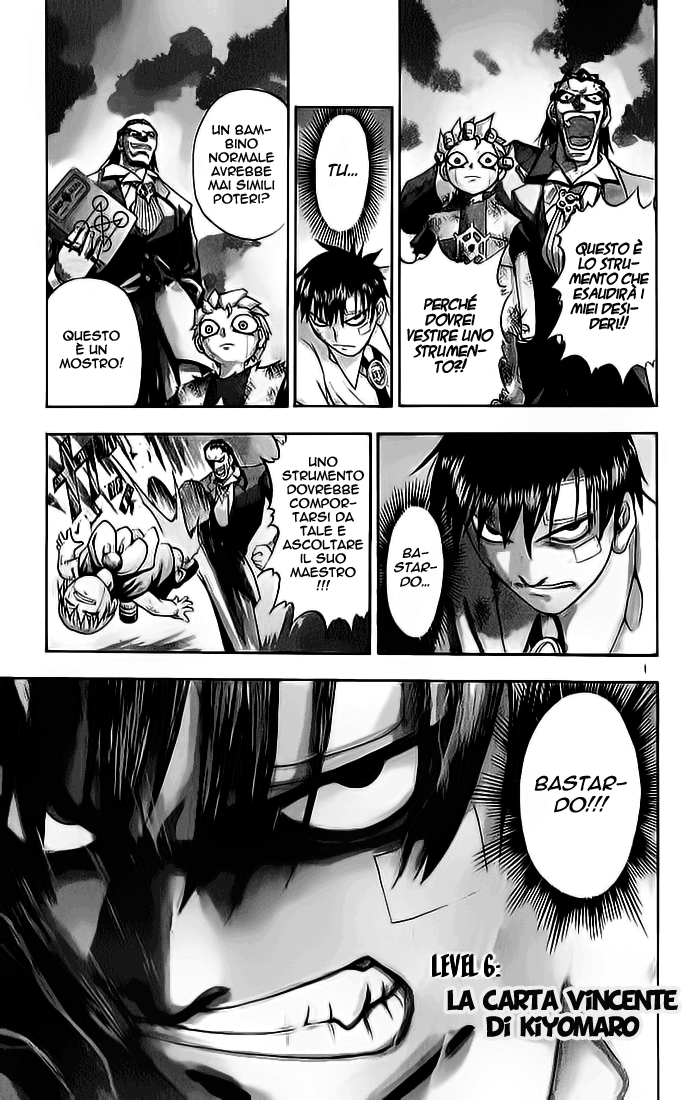 UN BAM-
BINO
NORMALE
AVREBBE
MAI SIMILI
POTERI?
QUESTO
È UN
MOSTRO!
TU...
QUESTO È
LO STRU-
MENTO CHE
ESAUDIRÀ I
MIEI DESI-
DERI!!
PERCHÉ
DOVREI
VESTIRE UNO
STRUMEN-
TO?!
UNO
STRUMENTO
DOVREBBE
COMPOR-
TARSI DA
TALE E
ASCOLTARE
IL SUO
MAESTRO
!!!
BA-
STAR-
DO...
1
BASTAR-
DO!!!
LEVEL 6:
LA CARTA VINCENTE
DI KIYOMARO